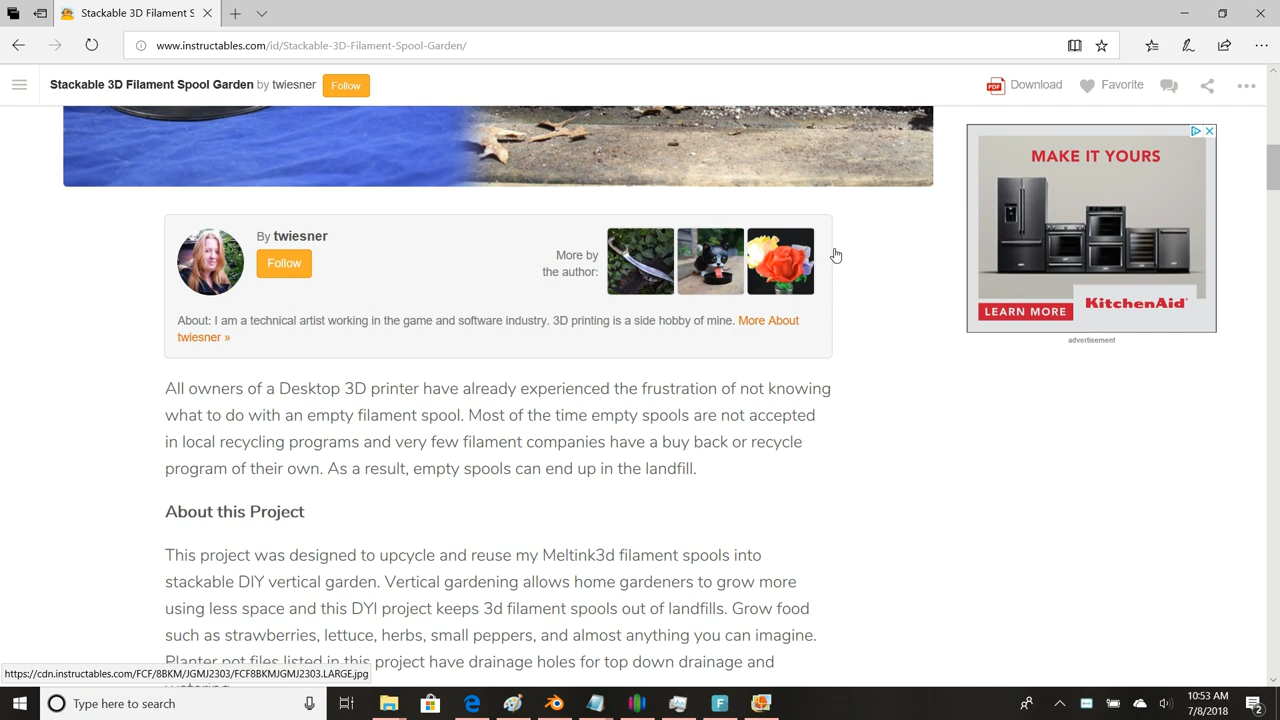 Stackable 3D Filament S
www.instructables.com/id/Stackable-3D-Filament-Spool-Garden/
Stackable 3D Filament Spool Garden by twiesner Follow
PDF Download Favorite
MAKE IT YOURS
LEARN MORE KitchenAid
advertisement
By twiesner
Follow
More by
the author:
About: I am a technical artist working in the game and software industry. 3D printing is a side hobby of mine. More About
twiesner »
All owners of a Desktop 3D printer have already experienced the frustration of not knowing
what to do with an empty filament spool. Most of the time empty spools are not accepted
in local recycling programs and very few filament companies have a buy back or recycle
program of their own. As a result, empty spools can end up in the landfill.
About this Project
This project was designed to upcycle and reuse my Meltink3d filament spools into
stackable DIY vertical garden. Vertical gardening allows home gardeners to grow more
using less space and this DYI project keeps 3d filament spools out of landfills. Grow food
such as strawberries, lettuce, herbs, small peppers, and almost anything you can imagine.
Planter pot files listed in this project have drainage holes for top down drainage and
https://cdn.instructables.com/FCF/8BKM/JGMJ2303/FCF8BKMJGMJ2303.LARGE.jpg
Type here to search
10:53 AM
7/8/2018
2